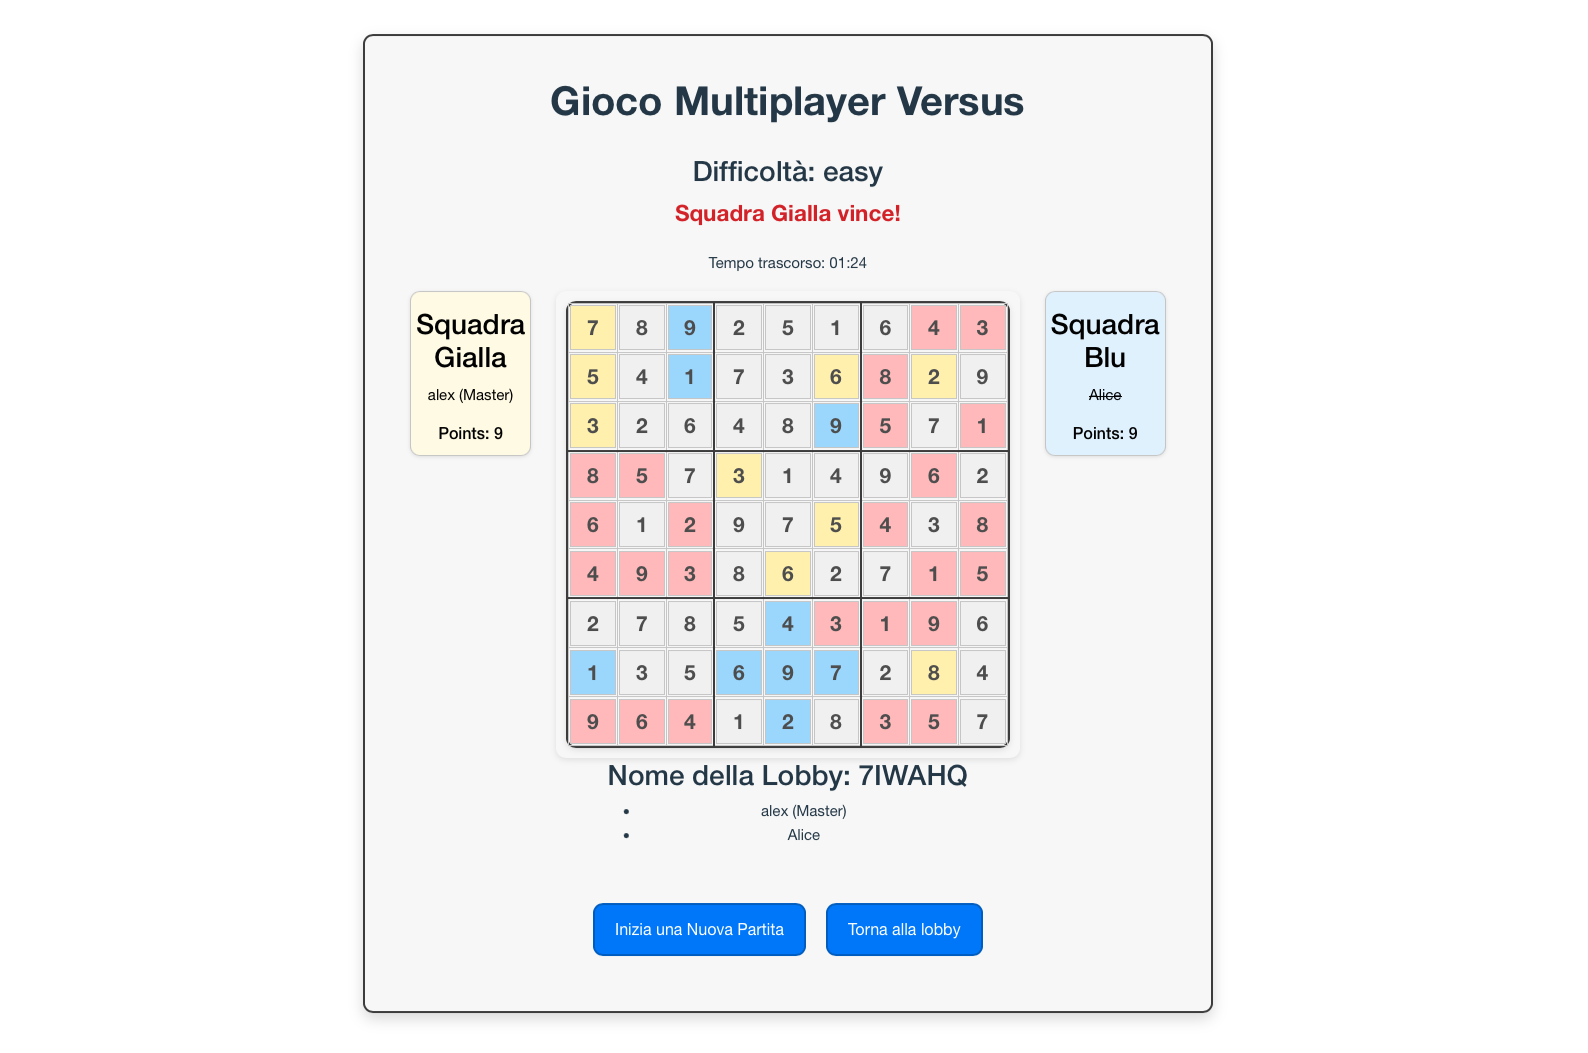 Gioco Multiplayer Versus
Difficoltà: easy
Squadra Gialla vince!
Tempo trascorso: 01:24
Squadra
Gialla
alex (Master)
Points: 9
7 8 9 2 5 1 6 4 3
5 4 1 7 3 6 8 2 9
3 2 6 4 8 9 5 7 1
8 5 7 3 1 4 9 6 2
6 1 2 9 7 5 4 3 8
4 9 3 8 6 2 7 1 5
2 7 8 5 4 3 1 9 6
1 3 5 6 9 7 2 8 4
9 6 4 1 2 8 3 5 7
Squadra
Blu
Alice
Points: 9
Nome della Lobby: 7IWAHQ
• alex (Master)
• Alice
Inizia una Nuova Partita
Torna alla lobby